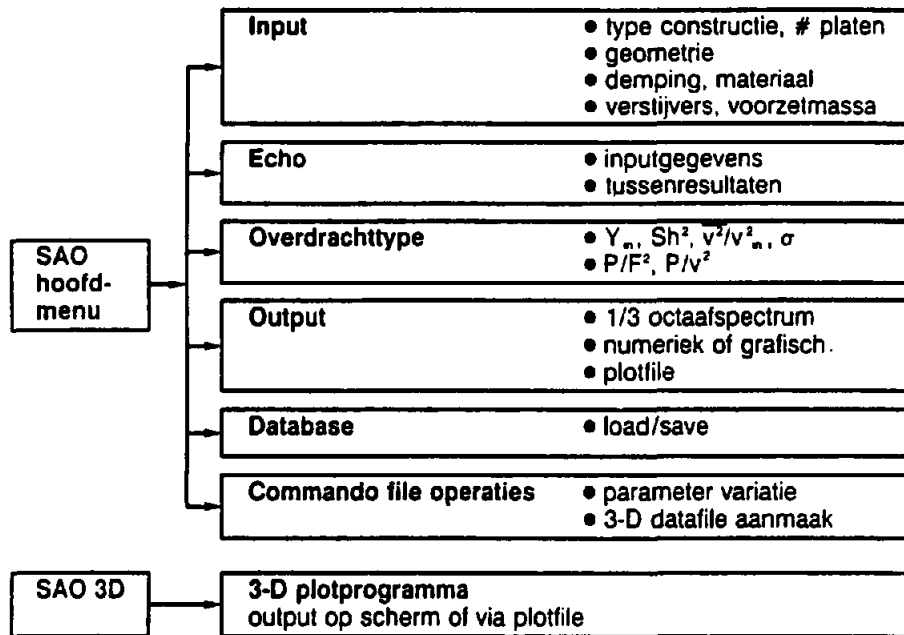 Input
● type constructie, # platen
● geometrie
● demping, materiaal
● verstijvers, voorzetmassa
Echo
● inputgegevens
● tussenresultaten
SAO
hoofd-
menu
Overdrachttype
● Yₘ, Sh², v²/v²ₘ, σ
● P/F², P/v²
Output
● 1/3 octaafspectrum
● numeriek of grafisch.
● plotfile
Database
● load/save
Commando file operaties
● parameter variatie
● 3-D datafile aanmaak
SAO 3D
3-D plotprogramma
output op scherm of via plotfile